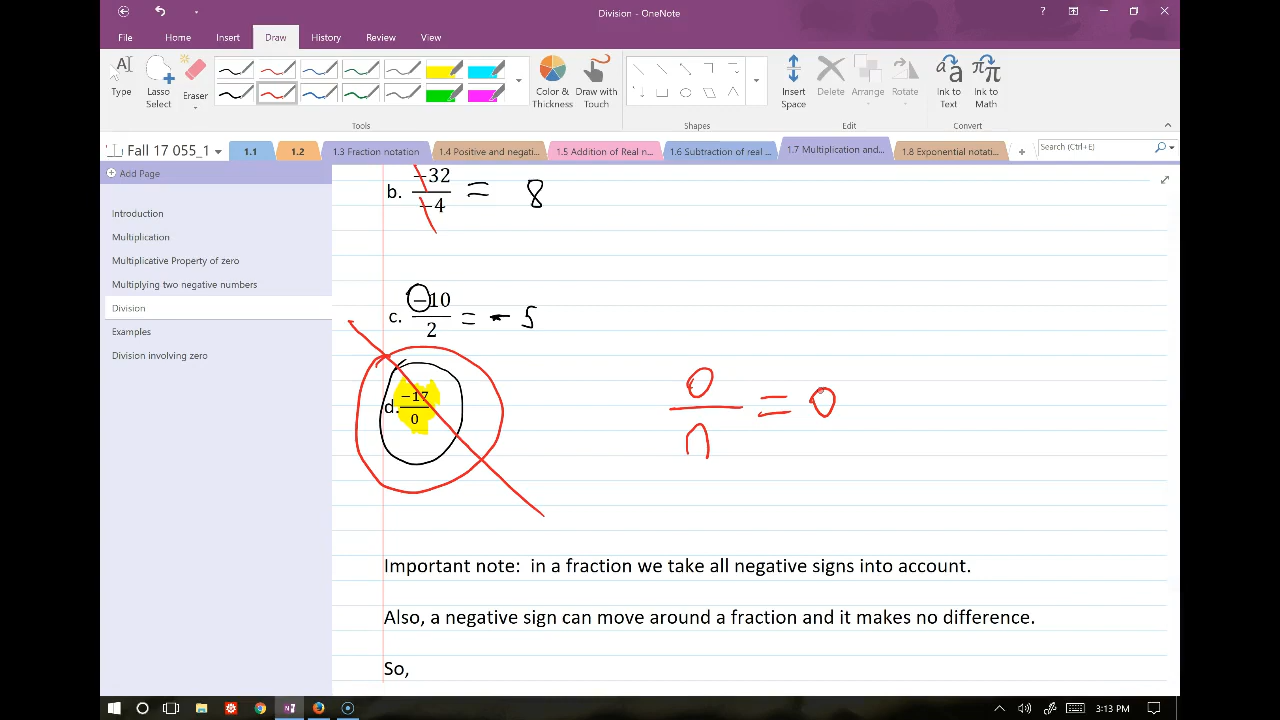 Division - OneNote
?
File Home Insert Draw History Review View
Type
Lasso Select
Eraser
Color & Thickness
Draw with Touch
Insert Space
Delete
Arrange
Rotate
Ink to Text
Ink to Math
Tools Shapes Edit Convert
Fall 17 055_1 1.1 1.2 1.3 Fraction notation 1.4 Positive and negati... 1.5 Addition of Real n... 1.6 Subtraction of real ... 1.7 Multiplication and... 1.8 Exponential notati... + Search (Ctrl+E)
Add Page
Introduction
Multiplication
Multiplicative Property of zero
Multiplying two negative numbers
Division
Examples
Division involving zero
b. -32/-4 = 8
c. -10/2 = -5
d. -17/0
0/n = 0
Important note: in a fraction we take all negative signs into account.
Also, a negative sign can move around a fraction and it makes no difference.
So,
3:13 PM